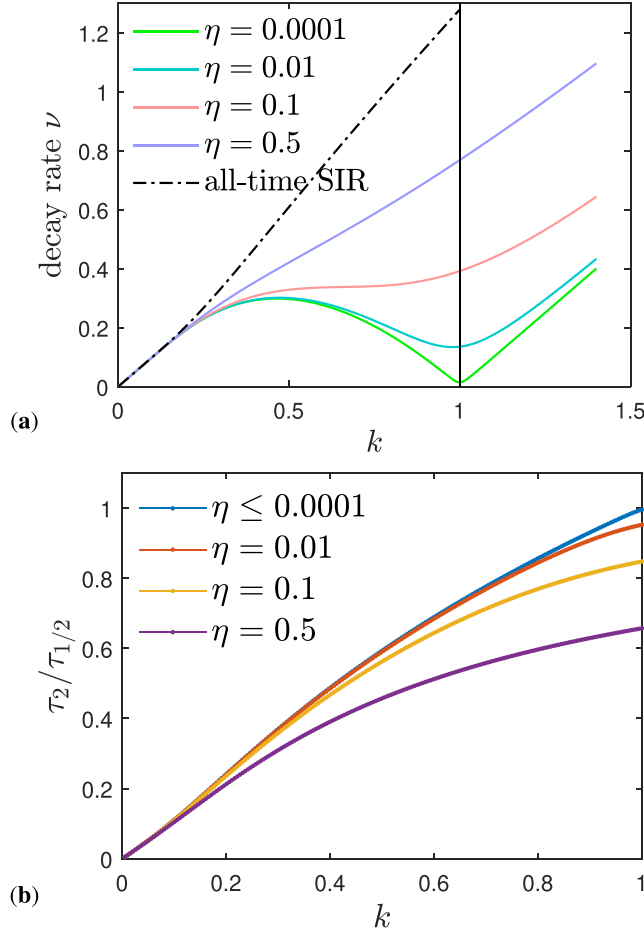 1.2
1
0.8
0.6
0.4
0.2
0
decay rate ν
η = 0.0001
η = 0.01
η = 0.1
η = 0.5
all-time SIR
0 0.5 1 1.5
(a)
k
1
0.8
0.6
0.4
0.2
0
τ₂/τ₁/₂
η ≤ 0.0001
η = 0.01
η = 0.1
η = 0.5
0 0.2 0.4 0.6 0.8 1
(b)
k